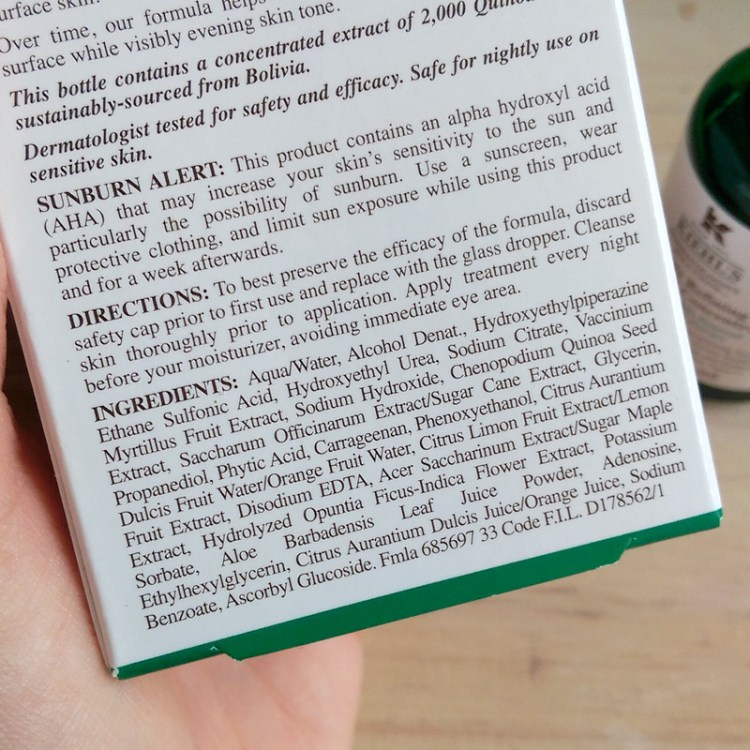 urface skin.
Over time, our formula helps
surface while visibly evening skin tone.
This bottle contains a concentrated extract of 2,000 Quinoa
sustainably-sourced from Bolivia.
Dermatologist tested for safety and efficacy. Safe for nightly use on
sensitive skin.
SUNBURN ALERT: This product contains an alpha hydroxyl acid
(AHA) that may increase your skin's sensitivity to the sun and
particularly the possibility of sunburn. Use a sunscreen, wear
protective clothing, and limit sun exposure while using this product
and for a week afterwards.
DIRECTIONS: To best preserve the efficacy of the formula, discard
safety cap prior to first use and replace with the glass dropper. Cleanse
skin thoroughly prior to application. Apply treatment every night
before your moisturizer, avoiding immediate eye area.
INGREDIENTS: Aqua/Water, Alcohol Denat., Hydroxyethylpiperazine
Ethane Sulfonic Acid, Hydroxyethyl Urea, Sodium Citrate, Vaccinium
Myrtillus Fruit Extract, Sodium Hydroxide, Chenopodium Quinoa Seed
Extract, Saccharum Officinarum Extract/Sugar Cane Extract, Glycerin,
Propanediol, Phytic Acid, Carrageenan, Phenoxyethanol, Citrus Aurantium
Dulcis Fruit Water/Orange Fruit Water, Citrus Limon Fruit Extract/Lemon
Fruit Extract, Disodium EDTA, Acer Saccharinum Extract/Sugar Maple
Extract, Hydrolyzed Opuntia Ficus-Indica Flower Extract, Potassium
Sorbate, Aloe Barbadensis Leaf Juice Powder, Adenosine,
Ethylhexylglycerin, Citrus Aurantium Dulcis Juice/Orange Juice, Sodium
Benzoate, Ascorbyl Glucoside. Fmla 685697 33 Code F.I.L. D178562/1
K
KIEHL'S